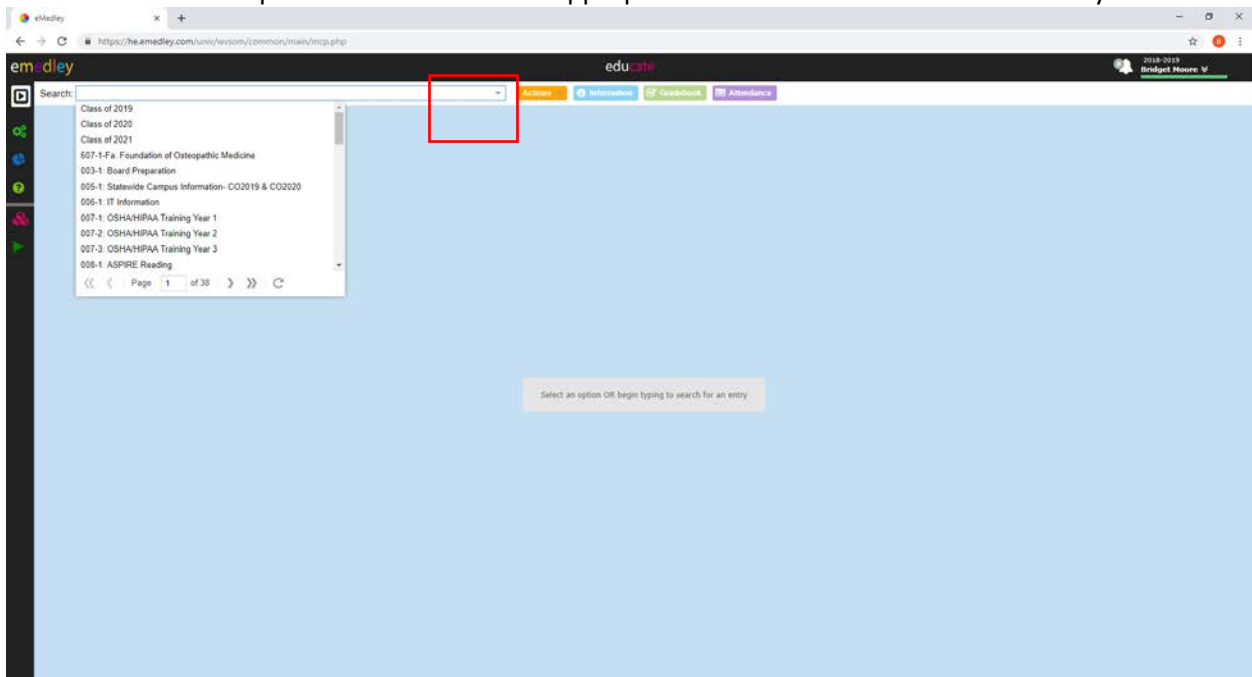 eMedley
https://he.emedley.com/univ/wvsom/common/main/mcp.php
emedley
educate
2018-2019
Bridget Moore
Search:
Actions
Information
Gradebook
Attendance
Class of 2019
Class of 2020
Class of 2021
607-1-Fa: Foundation of Osteopathic Medicine
003-1: Board Preparation
005-1: Statewide Campus Information- CO2019 & CO2020
006-1: IT Information
007-1: OSHA/HIPAA Training Year 1
007-2: OSHA/HIPAA Training Year 2
007-3: OSHA/HIPAA Training Year 3
008-1: ASPIRE Reading
Page 1 of 38
Select an option OR begin typing to search for an entry